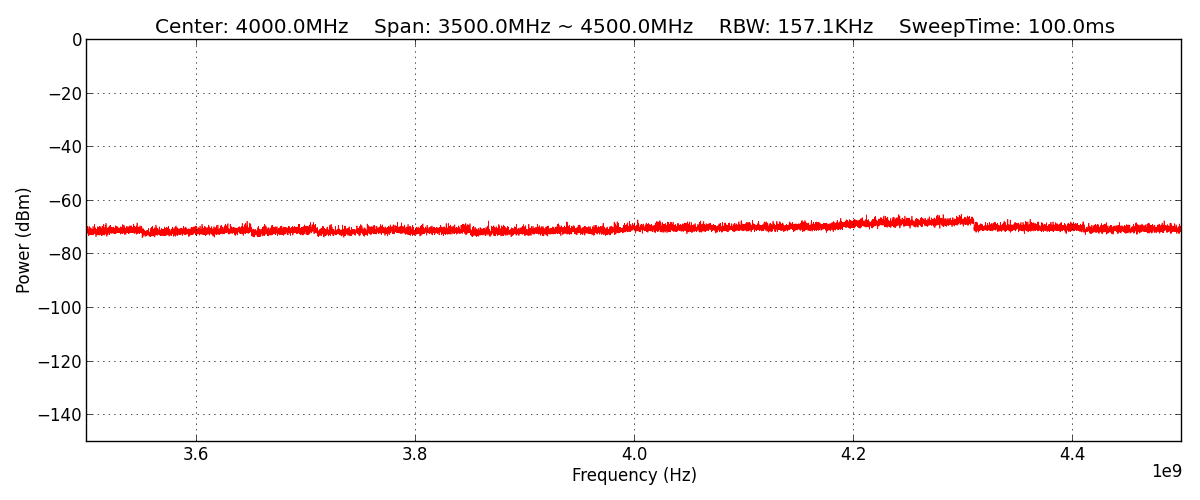 Center: 4000.0MHz    Span: 3500.0MHz ~ 4500.0MHz    RBW: 157.1KHz    SweepTime: 100.0ms
0
−20
−40
−60
−80
−100
−120
−140
Power (dBm)
3.6 3.8 4.0 4.2 4.4
1e9
Frequency (Hz)